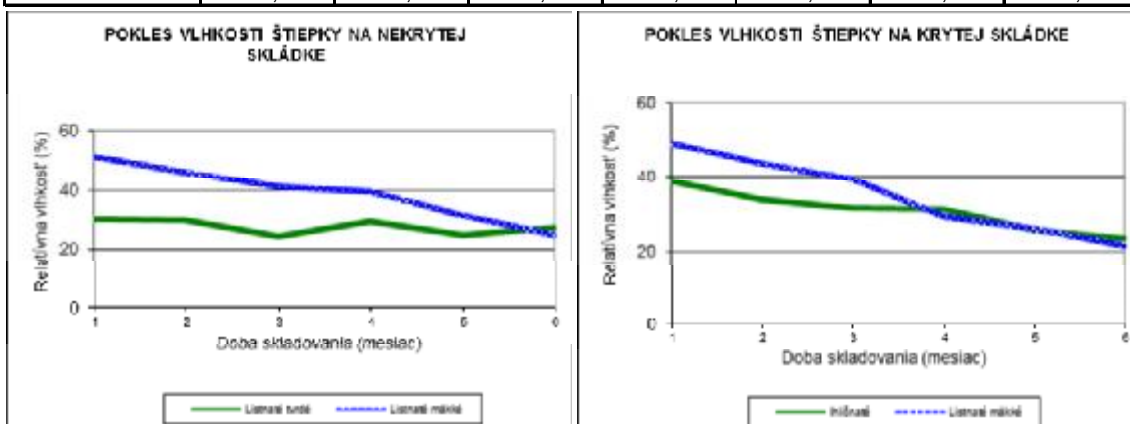 POKLES VLHKOSTI ŠTIEPKY NA NEKRYTEJ
SKLÁDKE
60
40
20
0
Relatívna vlhkosť (%)
1 2 3 4 5 6
Doba skladovania (mesiac)
Listnaté tvrdé Listnaté mäkké
POKLES VLHKOSTI ŠTIEPKY NA KRYTEJ SKLÁDKE
60
40
20
0
Relatívna vlhkosť (%)
1 2 3 4 5 6
Doba skladovania (mesiac)
Ihličnaté Listnaté mäkké